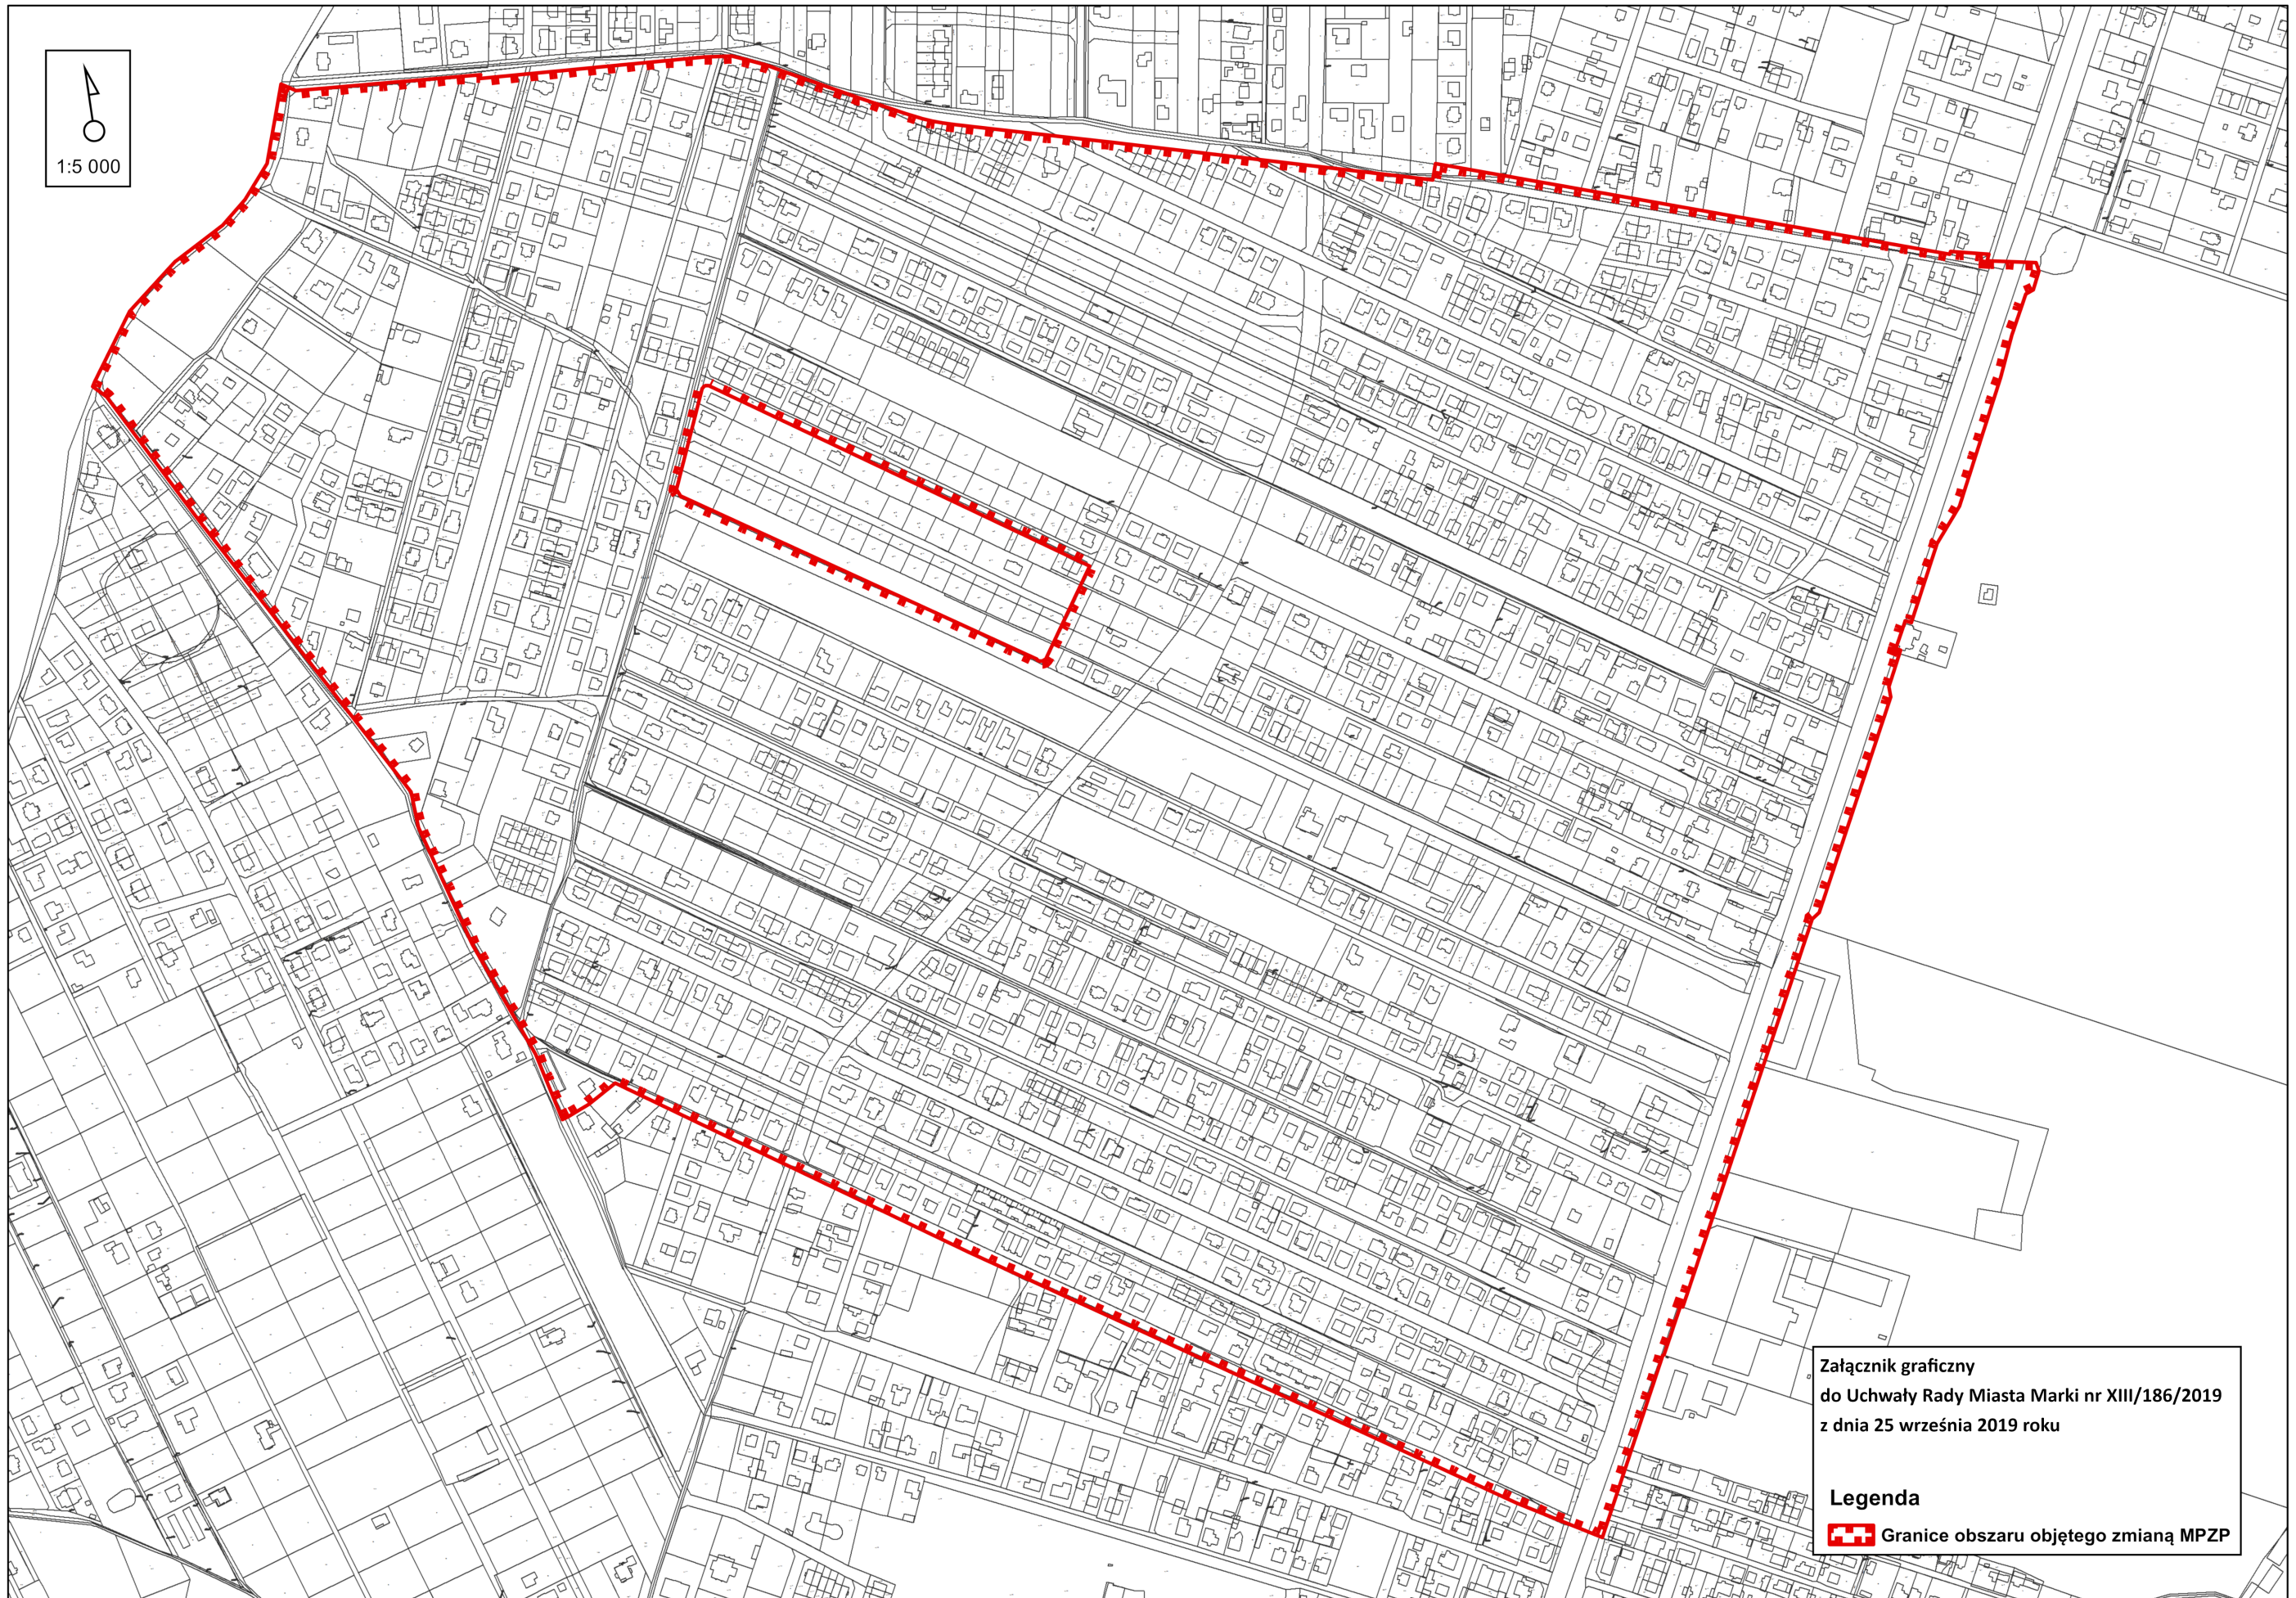 1:5 000
Załącznik graficzny
do Uchwały Rady Miasta Marki nr XIII/186/2019
z dnia 25 września 2019 roku
Legenda
Granice obszaru objętego zmianą MPZP